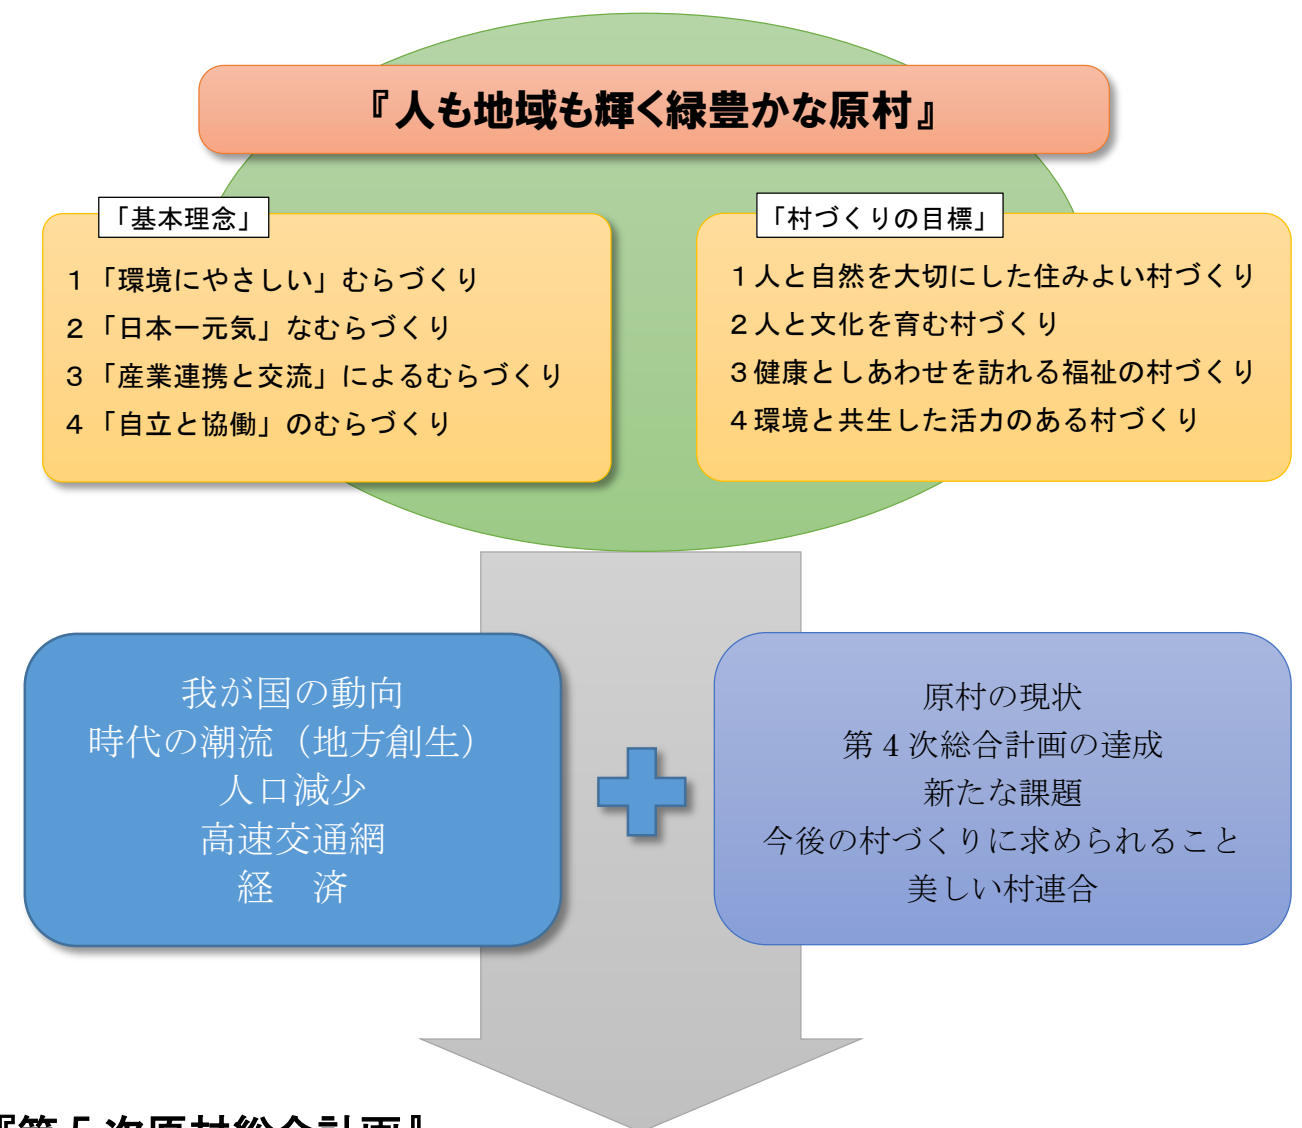 『人も地域も輝く緑豊かな原村』
「基本理念」
1「環境にやさしい」むらづくり
2「日本一元気」なむらづくり
3「産業連携と交流」によるむらづくり
4「自立と協働」のむらづくり
「村づくりの目標」
1人と自然を大切にした住みよい村づくり
2人と文化を育む村づくり
3健康としあわせを訪れる福祉の村づくり
4環境と共生した活力のある村づくり
我が国の動向
時代の潮流（地方創生）
人口減少
高速交通網
経　済
原村の現状
第4次総合計画の達成
新たな課題
今後の村づくりに求められること
美しい村連合
『第5次原村総合計画』